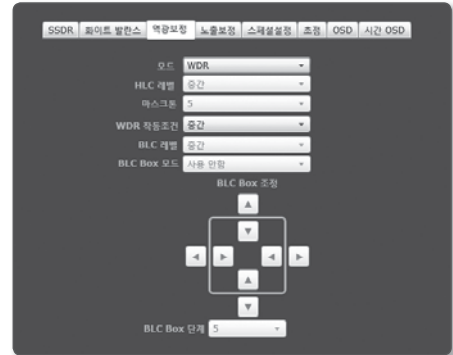 SSDR 화이트 발란스 역광보정 노출보정 스페셜설정 초점 OSD 시간 OSD
모드 WDR
HLC 레벨 중간
마스크톤 5
WDR 작동조건 중간
BLC 레벨 중간
BLC Box 모드 사용 안함
BLC Box 조정
BLC Box 단계 5